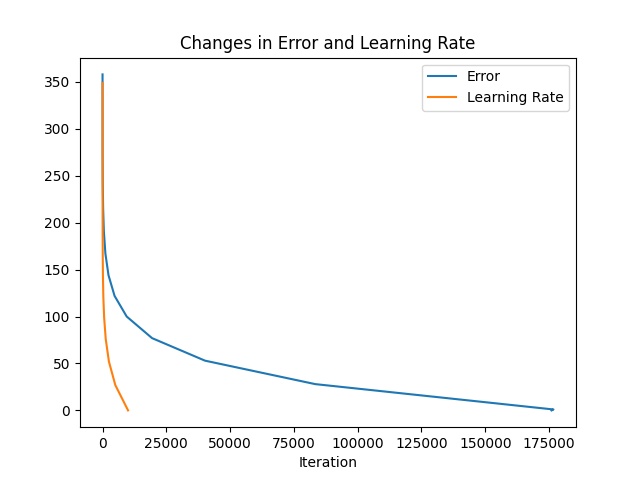 Changes in Error and Learning Rate
Error
Learning Rate
350
300
250
200
150
100
50
0
0 25000 50000 75000 100000 125000 150000 175000
Iteration